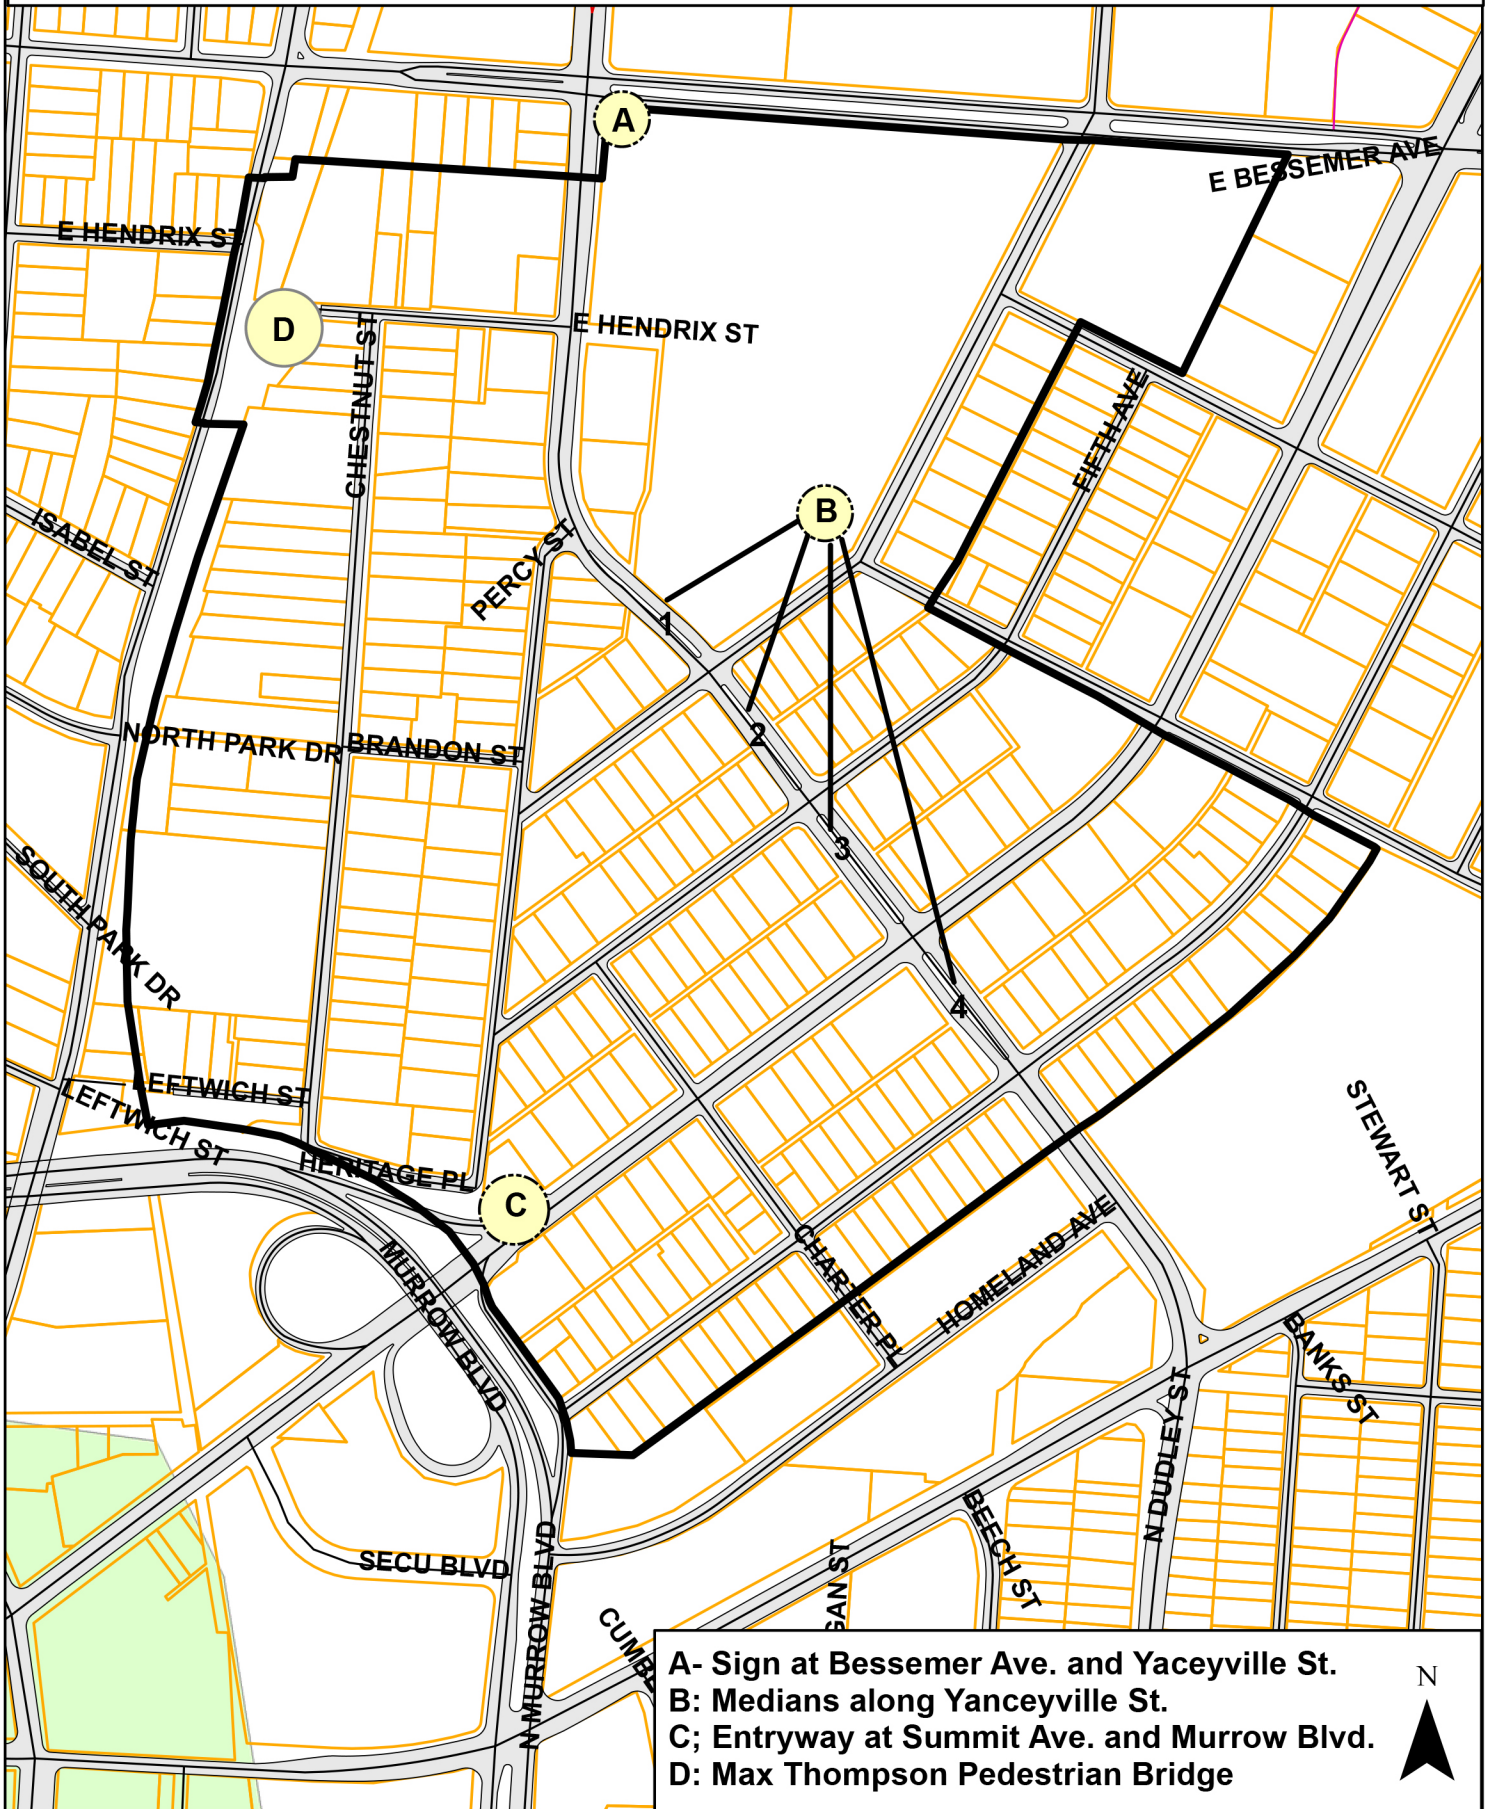 A
E BESSEMER AVE
E HENDRIX ST
D
E HENDRIX ST
CHESTNUT ST
FIFTH AVE
B
ISABEL ST
PERCY ST
1
2
NORTH PARK DR
BRANDON ST
3
SOUTH PARK DR
4
LEFTWICH ST
LEFTWICH ST
HERITAGE PL
C
STEWART ST
CHARTER PL
HOMELAND AVE
MURROW BLVD
BANKS ST
N DUDLEY ST
BEECH ST
SECU BLVD
N MURROW BLVD
GAN ST
CUMBE
A- Sign at Bessemer Ave. and Yaceyville St.
B: Medians along Yanceyville St.
C; Entryway at Summit Ave. and Murrow Blvd.
D: Max Thompson Pedestrian Bridge
N